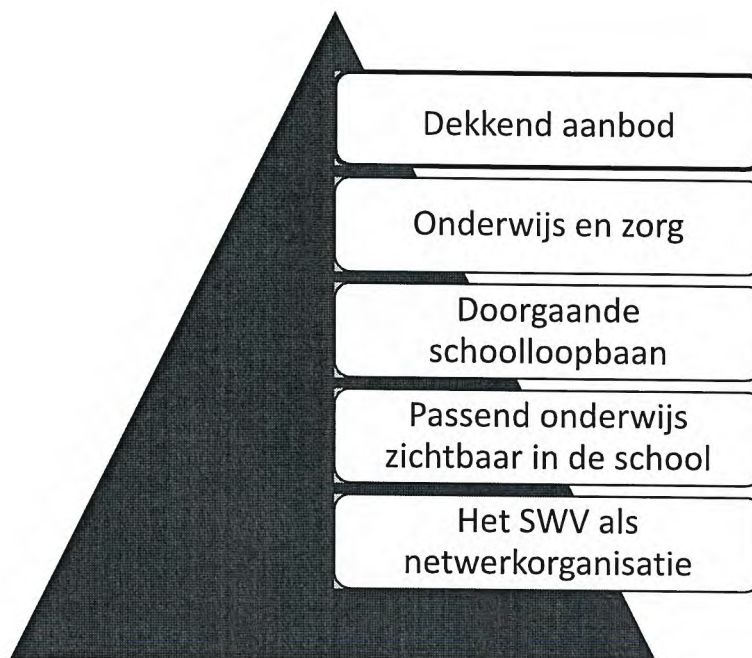 Dekkend aanbod
Onderwijs en zorg
Doorgaande
schoolloopbaan
Passend onderwijs
zichtbaar in de school
Het SWV als
netwerkorganisatie